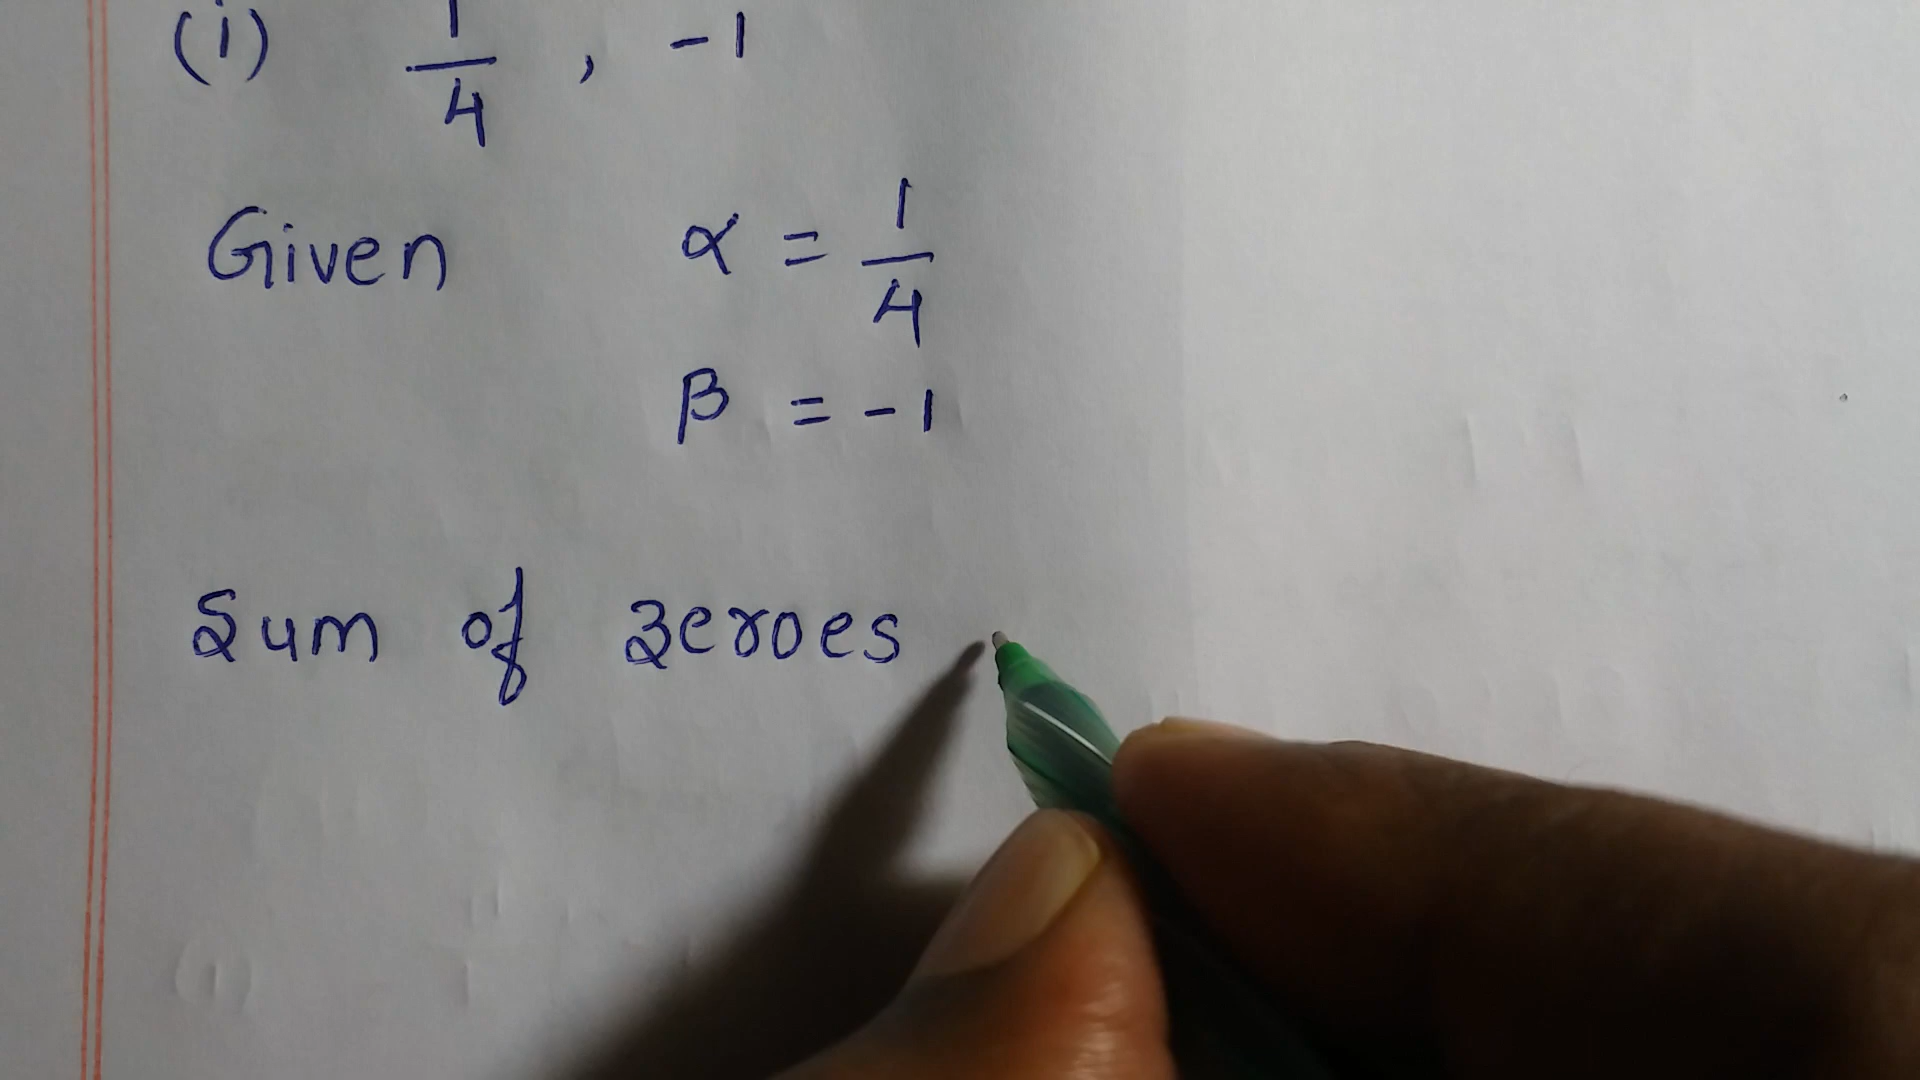 (i) 1/4 , -1
Given α = 1/4
β = -1
Sum of zeroes